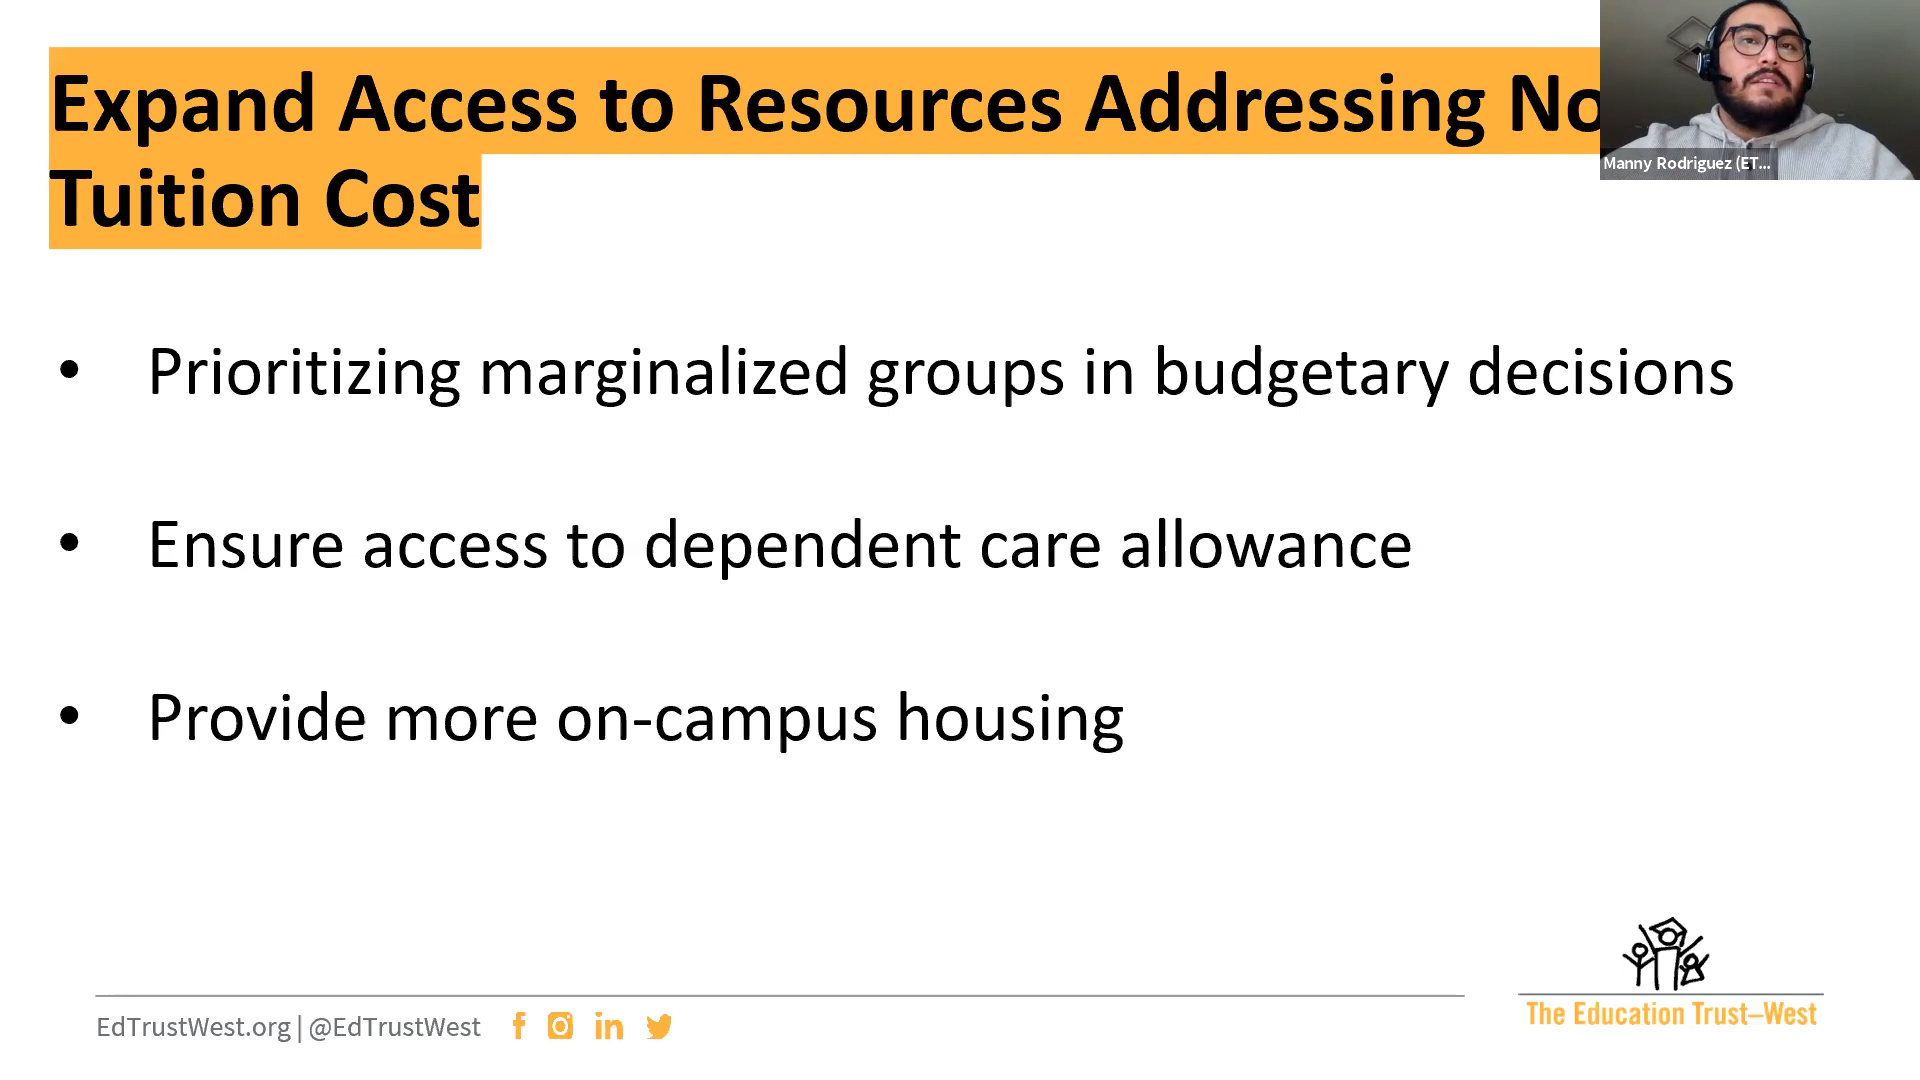 Expand Access to Resources Addressing No
Tuition Cost
Manny Rodriguez (ET...
• Prioritizing marginalized groups in budgetary decisions
• Ensure access to dependent care allowance
• Provide more on-campus housing
EdTrustWest.org | @EdTrustWest
The Education Trust–West